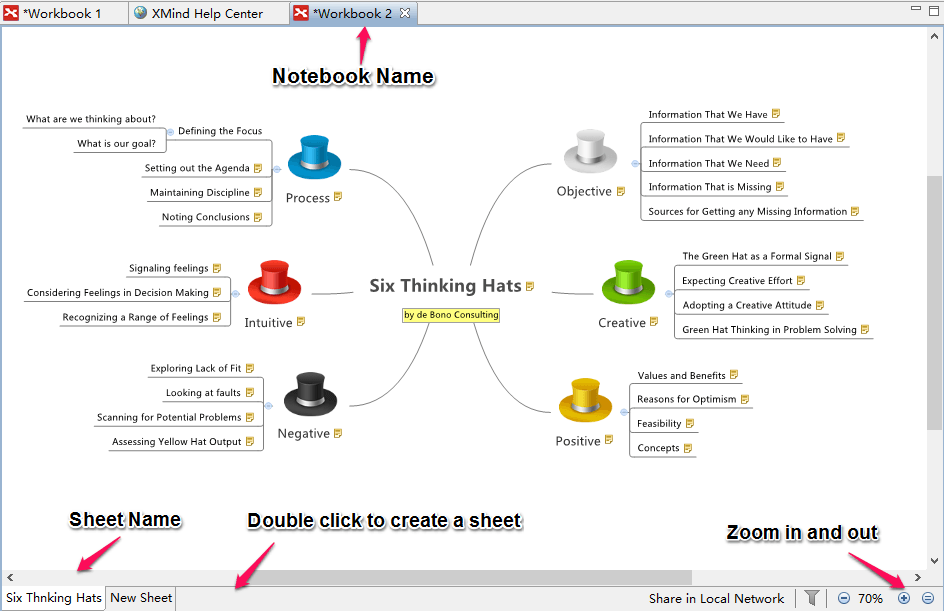 *Workbook 1
XMind Help Center
*Workbook 2
Notebook Name
What are we thinking about?
What is our goal?
Defining the Focus
Setting out the Agenda
Maintaining Discipline
Noting Conclusions
Process
Information That We Have
Information That We Would Like to Have
Information That We Need
Information That is Missing
Sources for Getting any Missing Information
Objective
Signaling feelings
Considering Feelings in Decision Making
Recognizing a Range of Feelings
Intuitive
Six Thinking Hats
by de Bono Consulting
The Green Hat as a Formal Signal
Expecting Creative Effort
Adopting a Creative Attitude
Green Hat Thinking in Problem Solving
Creative
Exploring Lack of Fit
Looking at faults
Scanning for Potential Problems
Assessing Yellow Hat Output
Negative
Values and Benefits
Reasons for Optimism
Feasibility
Concepts
Positive
Sheet Name
Double click to create a sheet
Zoom in and out
Six Thnking Hats
New Sheet
Share in Local Network
70%